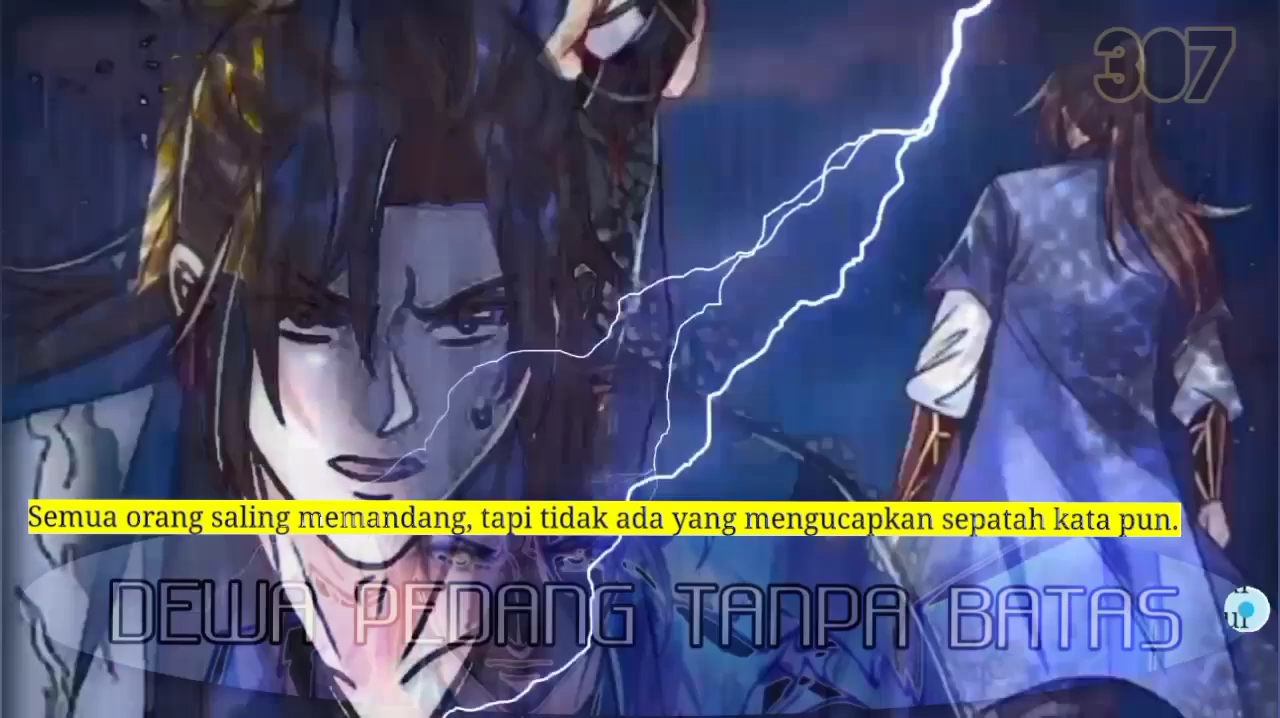 307
Semua orang saling memandang, tapi tidak ada yang mengucapkan sepatah kata pun.
DEWA PEDANG TANPA BATAS